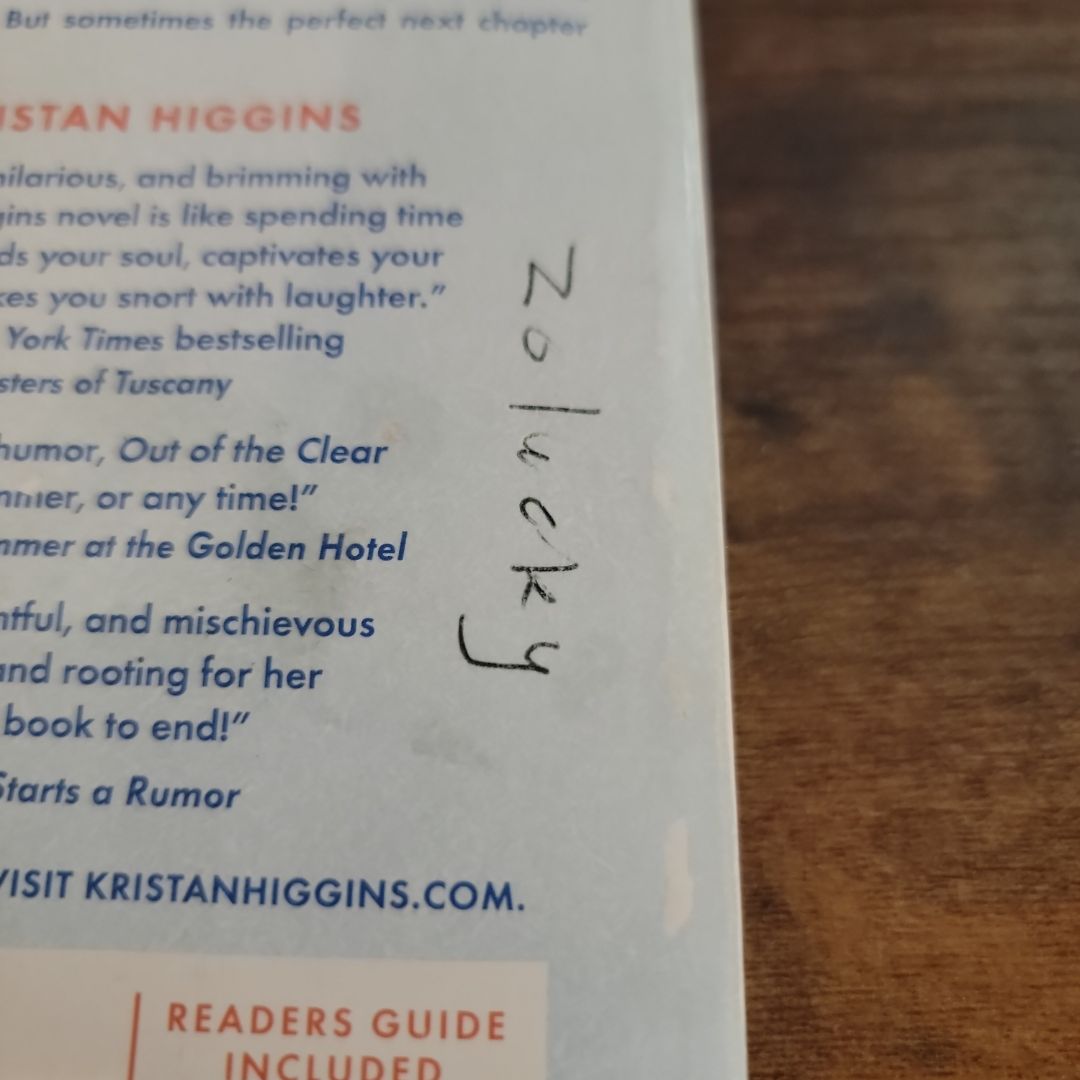 But sometimes the perfect next chapter
ISTAN HIGGINS
hilarious, and brimming with
gins novel is like spending time
ds your soul, captivates your
kes you snort with laughter.”
York Times bestselling
sters of Tuscany
humor, Out of the Clear
mmer, or any time!”
mmer at the Golden Hotel
htful, and mischievous
and rooting for her
book to end!”
Starts a Rumor
VISIT KRISTANHIGGINS.COM.
READERS GUIDE
INCLUDED
Zolucky